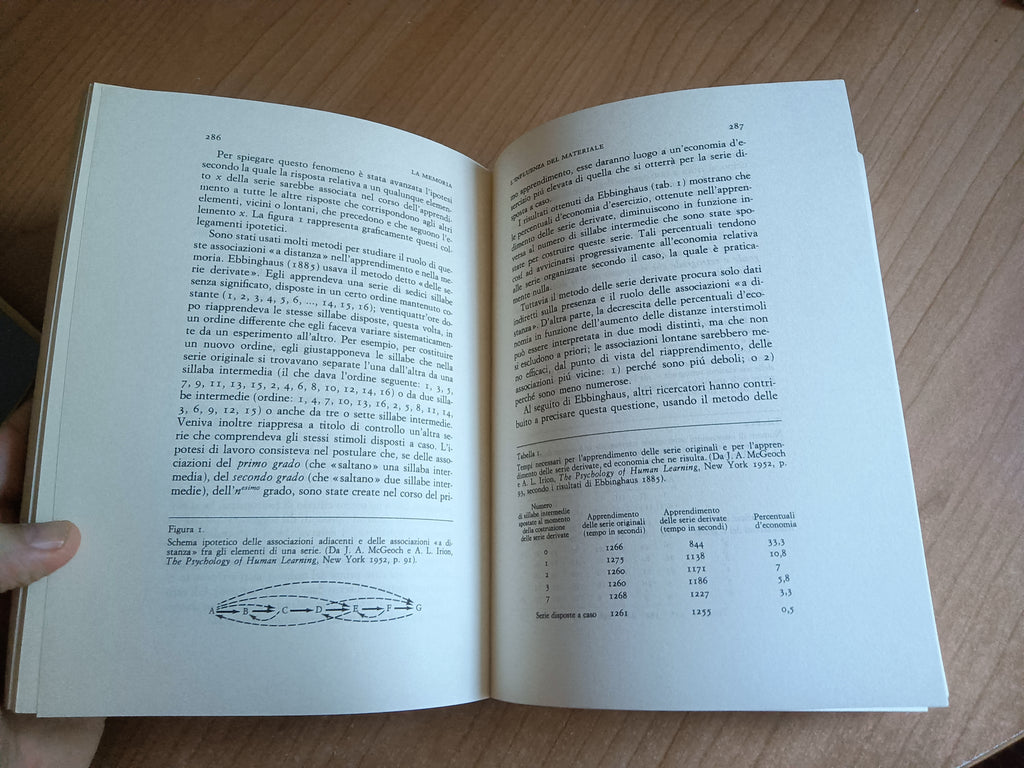 286
LA MEMORIA
Per spiegare questo fenomeno è stata avanzata l'ipotesi
secondo la quale la risposta relativa a un qualunque elemen-
to x della serie sarebbe associata nel corso dell'apprendi-
mento a tutte le altre risposte che corrispondono agli altri
elementi, vicini o lontani, che precedono e che seguono l'e-
lemento x. La figura 1 rappresenta graficamente questi col-
legamenti ipotetici.
Sono stati usati molti metodi per studiare il ruolo di que-
ste associazioni «a distanza» nell'apprendimento e nella me-
moria. Ebbinghaus (1885) usava il metodo detto «delle se-
rie derivate». Egli apprendeva una serie di sedici sillabe
senza significato, disposte in un certo ordine mantenuto co-
stante (1, 2, 3, 4, 5, 6, ..., 14, 15, 16); ventiquattr'ore do-
po riapprendeva le stesse sillabe disposte, questa volta, in
un ordine differente che egli faceva variare sistematicamen-
te da un esperimento all'altro. Per esempio, per costituire
un nuovo ordine, egli giustapponeva le sillabe che nella
serie originale si trovavano separate l'una dall'altra da una
sillaba intermedia (il che dava l'ordine seguente: 1, 3, 5,
7, 9, 11, 13, 15, 2, 4, 6, 8, 10, 12, 14, 16) o da due silla-
be intermedie (ordine: 1, 4, 7, 10, 13, 16, 2, 5, 8, 11, 14,
3, 6, 9, 12, 15) o anche da tre o sette sillabe intermedie.
Veniva inoltre riappresa a titolo di controllo un'altra se-
rie che comprendeva gli stessi stimoli disposti a caso. L'i-
potesi di lavoro consisteva nel postulare che, se delle asso-
ciazioni del primo grado (che «saltano» una sillaba inter-
media), del secondo grado (che «saltano» due sillabe inter-
medie), dell'nesimo grado, sono state create nel corso del pri-
Figura 1.
Schema ipotetico delle associazioni adiacenti e delle associazioni «a di-
stanza» fra gli elementi di una serie. (Da J. A. McGeoch e A. L. Irion,
The Psychology of Human Learning, New York 1952, p. 91).
A B C D E F G
287
L'INFLUENZA DEL MATERIALE
mo apprendimento, esse daranno luogo a un'economia d'e-
sercizio piú elevata di quella che si otterrà per la serie di-
sposta a caso.
I risultati ottenuti da Ebbinghaus (tab. 1) mostrano che
le percentuali d'economia d'esercizio, ottenute nell'appren-
dimento delle serie derivate, diminuiscono in funzione in-
versa al numero di sillabe intermedie che sono state spo-
state per costruire queste serie. Tali percentuali tendono
cosí ad avvicinarsi progressivamente all'economia relativa
alle serie organizzate secondo il caso, la quale è pratica-
mente nulla.
Tuttavia il metodo delle serie derivate procura solo dati
indiretti sulla presenza e il ruolo delle associazioni «a di-
stanza». D'altra parte, la decrescita delle percentuali d'eco-
nomia in funzione dell'aumento delle distanze interstimoli
può essere interpretata in due modi distinti, ma che non
si escludono a priori; le associazioni lontane sarebbero me-
no efficaci, dal punto di vista del riapprendimento, delle
associazioni piú vicine: 1) perché sono piú deboli; o 2)
perché sono meno numerose.
Al seguito di Ebbinghaus, altri ricercatori hanno contri-
buito a precisare questa questione, usando il metodo delle
Tabella 1.
Tempi necessari per l'apprendimento delle serie originali e per l'appren-
dimento delle serie derivate, ed economia che ne risulta. (Da J. A. McGeoch
e A. L. Irion, The Psychology of Human Learning, New York 1952, p.
93, secondo i risultati di Ebbinghaus 1885).
Numero
di sillabe intermedie
spostate al momento
della costruzione
delle serie derivate
Apprendimento
delle serie originali
(tempo in secondi)
Apprendimento
delle serie derivate
(tempo in secondi)
Percentuali
d'economia
0 1266 844 33,3
1 1275 1138 10,8
2 1260 1171 7
3 1260 1186 5,8
7 1268 1227 3,3
Serie disposte a caso 1261 1255 0,5